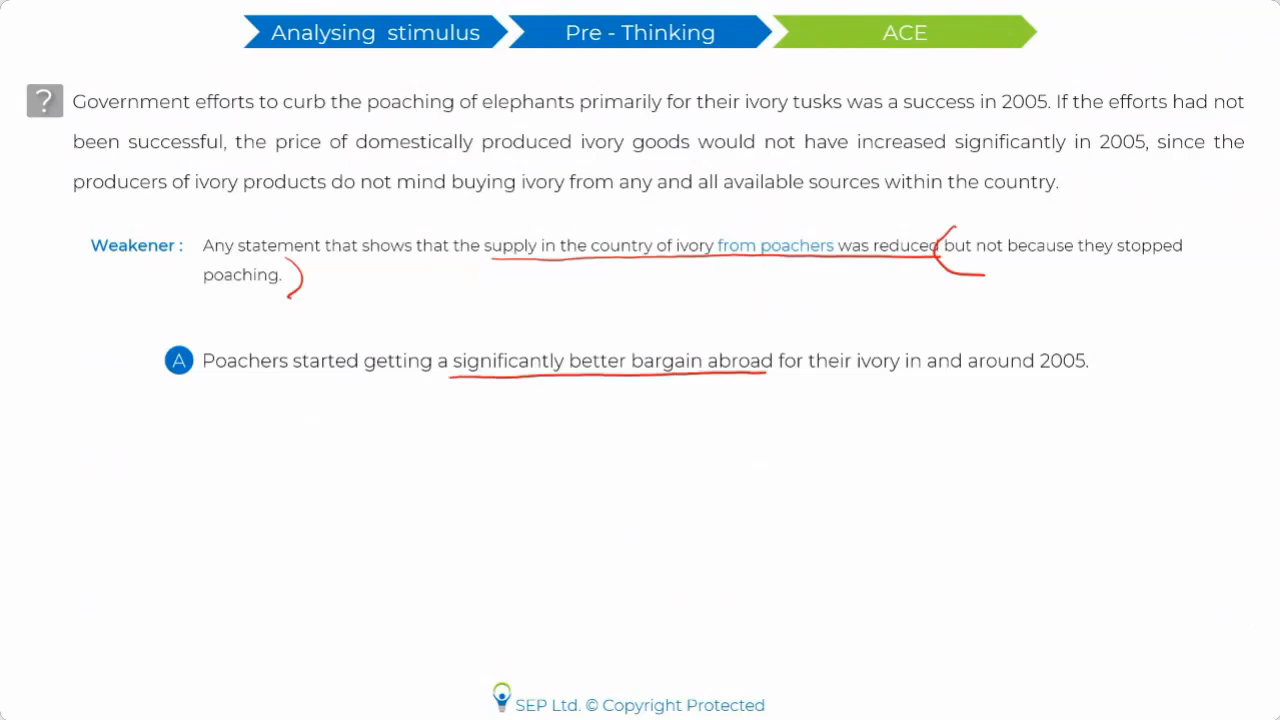 Analysing stimulus
Pre - Thinking
ACE
? Government efforts to curb the poaching of elephants primarily for their ivory tusks was a success in 2005. If the efforts had not
been successful, the price of domestically produced ivory goods would not have increased significantly in 2005, since the
producers of ivory products do not mind buying ivory from any and all available sources within the country.
Weakener : Any statement that shows that the supply in the country of ivory from poachers was reduced but not because they stopped
poaching.
A Poachers started getting a significantly better bargain abroad for their ivory in and around 2005.
SEP Ltd. © Copyright Protected